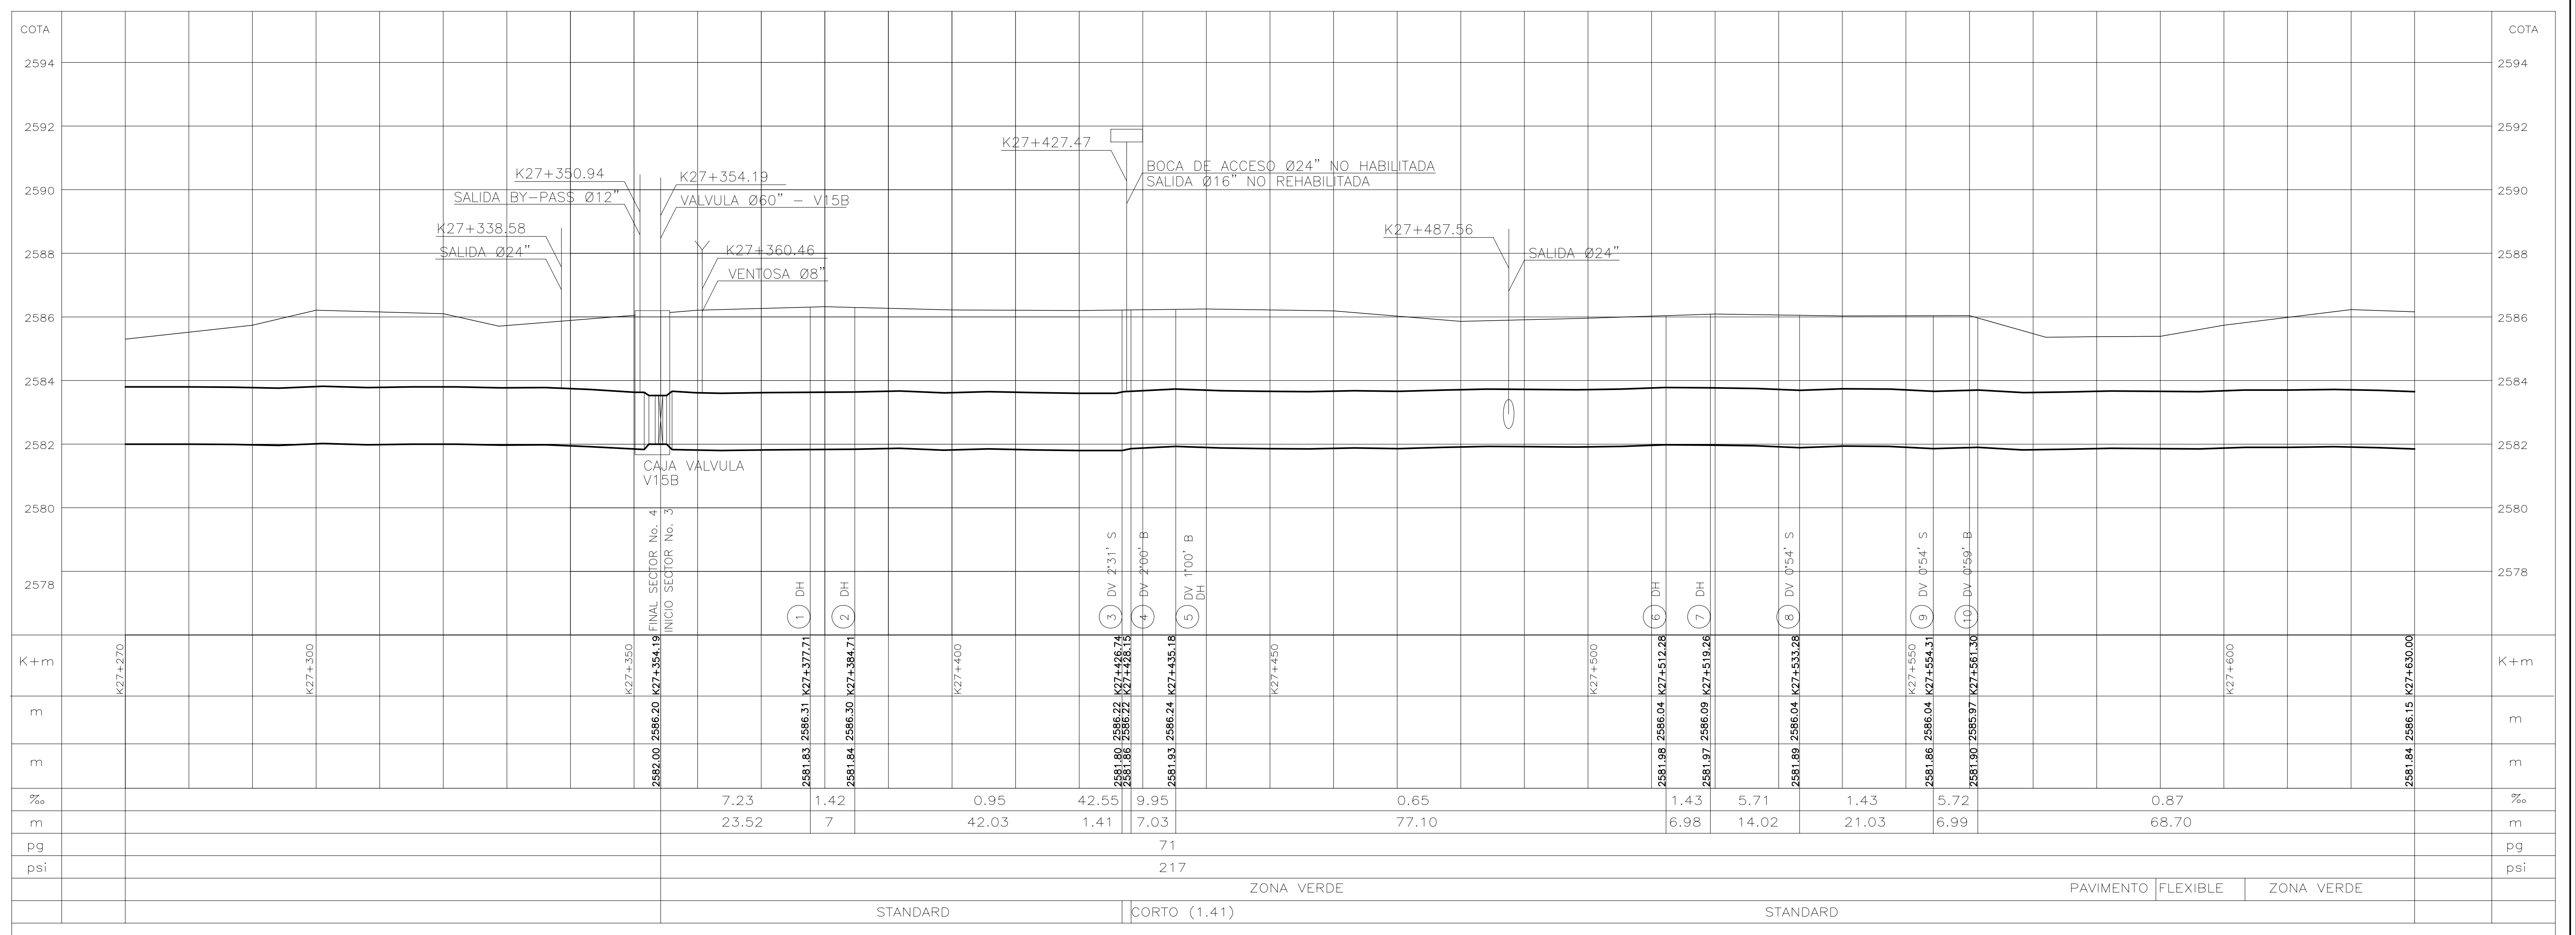 COTA
COTA
2594
2594
2592
2592
K27+427.47
K27+350.94
K27+354.19
BOCA DE ACCESO Ø24" NO HABILITADA
SALIDA Ø16" NO REHABILITADA
2590
2590
SALIDA BY-PASS Ø12"
VALVULA Ø60" - V15B
K27+338.58
K27+487.56
2588
SALIDA Ø24"
K27+360.46
SALIDA Ø24"
2588
VENTOSA Ø8"
2586
2586
2584
2584
2582
2582
CAJA VALVULA
V15B
2580
2580
2578
2578
FINAL SECTOR No. 4
INICIO SECTOR No. 3
1 DH
2 DH
3 DV 2°31' S
4 DV 2°00' B
5 DV 1°00' B
DH
6 DH
7 DH
8 DV 0°54' S
9 DV 0°54' S
10 DV 0°59' B
K+m
K27+270
K27+300
K27+350
K27+354.19
K27+377.71
K27+384.71
K27+400
K27+426.74
K27+428.15
K27+435.18
K27+450
K27+500
K27+512.28
K27+519.26
K27+533.28
K27+550
K27+554.31
K27+561.30
K27+600
K27+630.00
K+m
m
2586.20
2586.31
2586.30
2586.22
2586.22
2586.24
2586.04
2586.09
2586.04
2586.04
2585.97
2586.15
m
m
2582.00
2581.83
2581.84
2581.80
2581.86
2581.93
2581.98
2581.97
2581.89
2581.86
2581.90
2581.84
m
‰ 7.23 1.42 0.95 42.55 9.95 0.65 1.43 5.71 1.43 5.72 0.87 ‰
m 23.52 7 42.03 1.41 7.03 77.10 6.98 14.02 21.03 6.99 68.70 m
pg 71 pg
psi 217 psi
ZONA VERDE PAVIMENTO FLEXIBLE ZONA VERDE
STANDARD CORTO (1.41) STANDARD